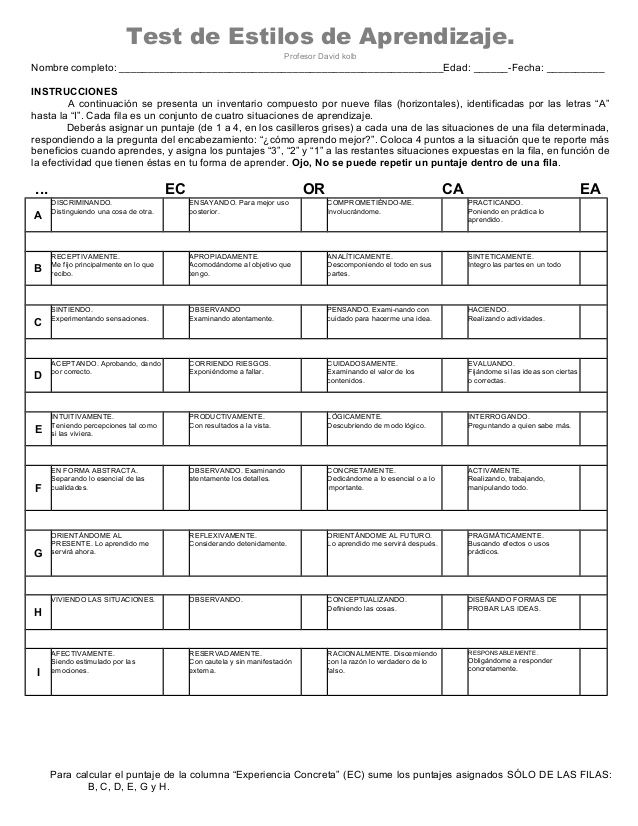 Test de Estilos de Aprendizaje.
Profesor David kolb
Nombre completo: ______________________________________________________Edad: ______-Fecha: __________
INSTRUCCIONES
A continuación se presenta un inventario compuesto por nueve filas (horizontales), identificadas por las letras “A”
hasta la “I”. Cada fila es un conjunto de cuatro situaciones de aprendizaje.
Deberás asignar un puntaje (de 1 a 4, en los casilleros grises) a cada una de las situaciones de una fila determinada,
respondiendo a la pregunta del encabezamiento: “¿cómo aprendo mejor?”. Coloca 4 puntos a la situación que te reporte más
beneficios cuando aprendes, y asigna los puntajes “3”, “2” y “1” a las restantes situaciones expuestas en la fila, en función de
la efectividad que tienen éstas en tu forma de aprender. Ojo, No se puede repetir un puntaje dentro de una fila.
... EC OR CA EA
A
DISCRIMINANDO.
Distinguiendo una cosa de otra.
ENSAYANDO. Para mejor uso
posterior.
COMPROMETIÉNDO-ME.
Involucrándome.
PRACTICANDO.
Poniendo en práctica lo
aprendido.
B
RECEPTIVAMENTE.
Me fijo principalmente en lo que
recibo.
APROPIADAMENTE.
Acomodándome al objetivo que
tengo.
ANALÍTICAMENTE.
Descomponiendo el todo en sus
partes.
SINTÉTICAMENTE.
Integro las partes en un todo
C
SINTIENDO.
Experimentando sensaciones.
OBSERVANDO
Examinando atentamente.
PENSANDO. Exami-nando con
cuidado para hacerme una idea.
HACIENDO.
Realizando actividades.
D
ACEPTANDO. Aprobando, dando
por correcto.
CORRIENDO RIESGOS.
Exponiéndome a fallar.
CUIDADOSAMENTE.
Examinando el valor de los
contenidos.
EVALUANDO.
Fijándome si las ideas son ciertas
o correctas.
E
INTUITIVAMENTE.
Teniendo percepciones tal como
si las viviera.
PRODUCTIVAMENTE.
Con resultados a la vista.
LÓGICAMENTE.
Descubriendo de modo lógico.
INTERROGANDO.
Preguntando a quien sabe más.
F
EN FORMA ABSTRACTA.
Separando lo esencial de las
cualidades.
OBSERVANDO. Examinando
atentamente los detalles.
CONCRETAMENTE.
Dedicándome a lo esencial o a lo
importante.
ACTIVAMENTE.
Realizando, trabajando,
manipulando todo.
G
ORIENTÁNDOME AL
PRESENTE. Lo aprendido me
servirá ahora.
REFLEXIVAMENTE.
Considerando detenidamente.
ORIENTÁNDOME AL FUTURO.
Lo aprendido me servirá después.
PRAGMÁTICAMENTE.
Buscando efectos o usos
prácticos.
H
VIVIENDO LAS SITUACIONES.
OBSERVANDO.
CONCEPTUALIZANDO.
Definiendo las cosas.
DISEÑANDO FORMAS DE
PROBAR LAS IDEAS.
I
AFECTIVAMENTE.
Siendo estimulado por las
emociones.
RESERVADAMENTE.
Con cautela y sin manifestación
externa.
RACIONALMENTE. Discerniendo
con la razón lo verdadero de lo
falso.
RESPONSABLEMENTE.
Obligándome a responder
concretamente.
Para calcular el puntaje de la columna “Experiencia Concreta” (EC) sume los puntajes asignados SÓLO DE LAS FILAS:
B, C, D, E, G y H.